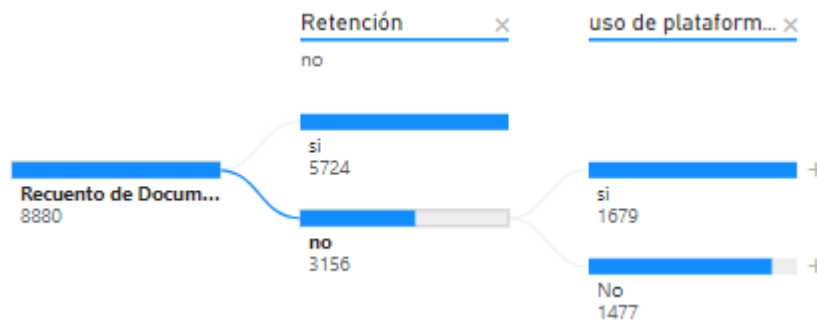 Retención ×
no
uso de plataform... ×
Recuento de Docum...
8880
si
5724
no
3156
si
1679
No
1477